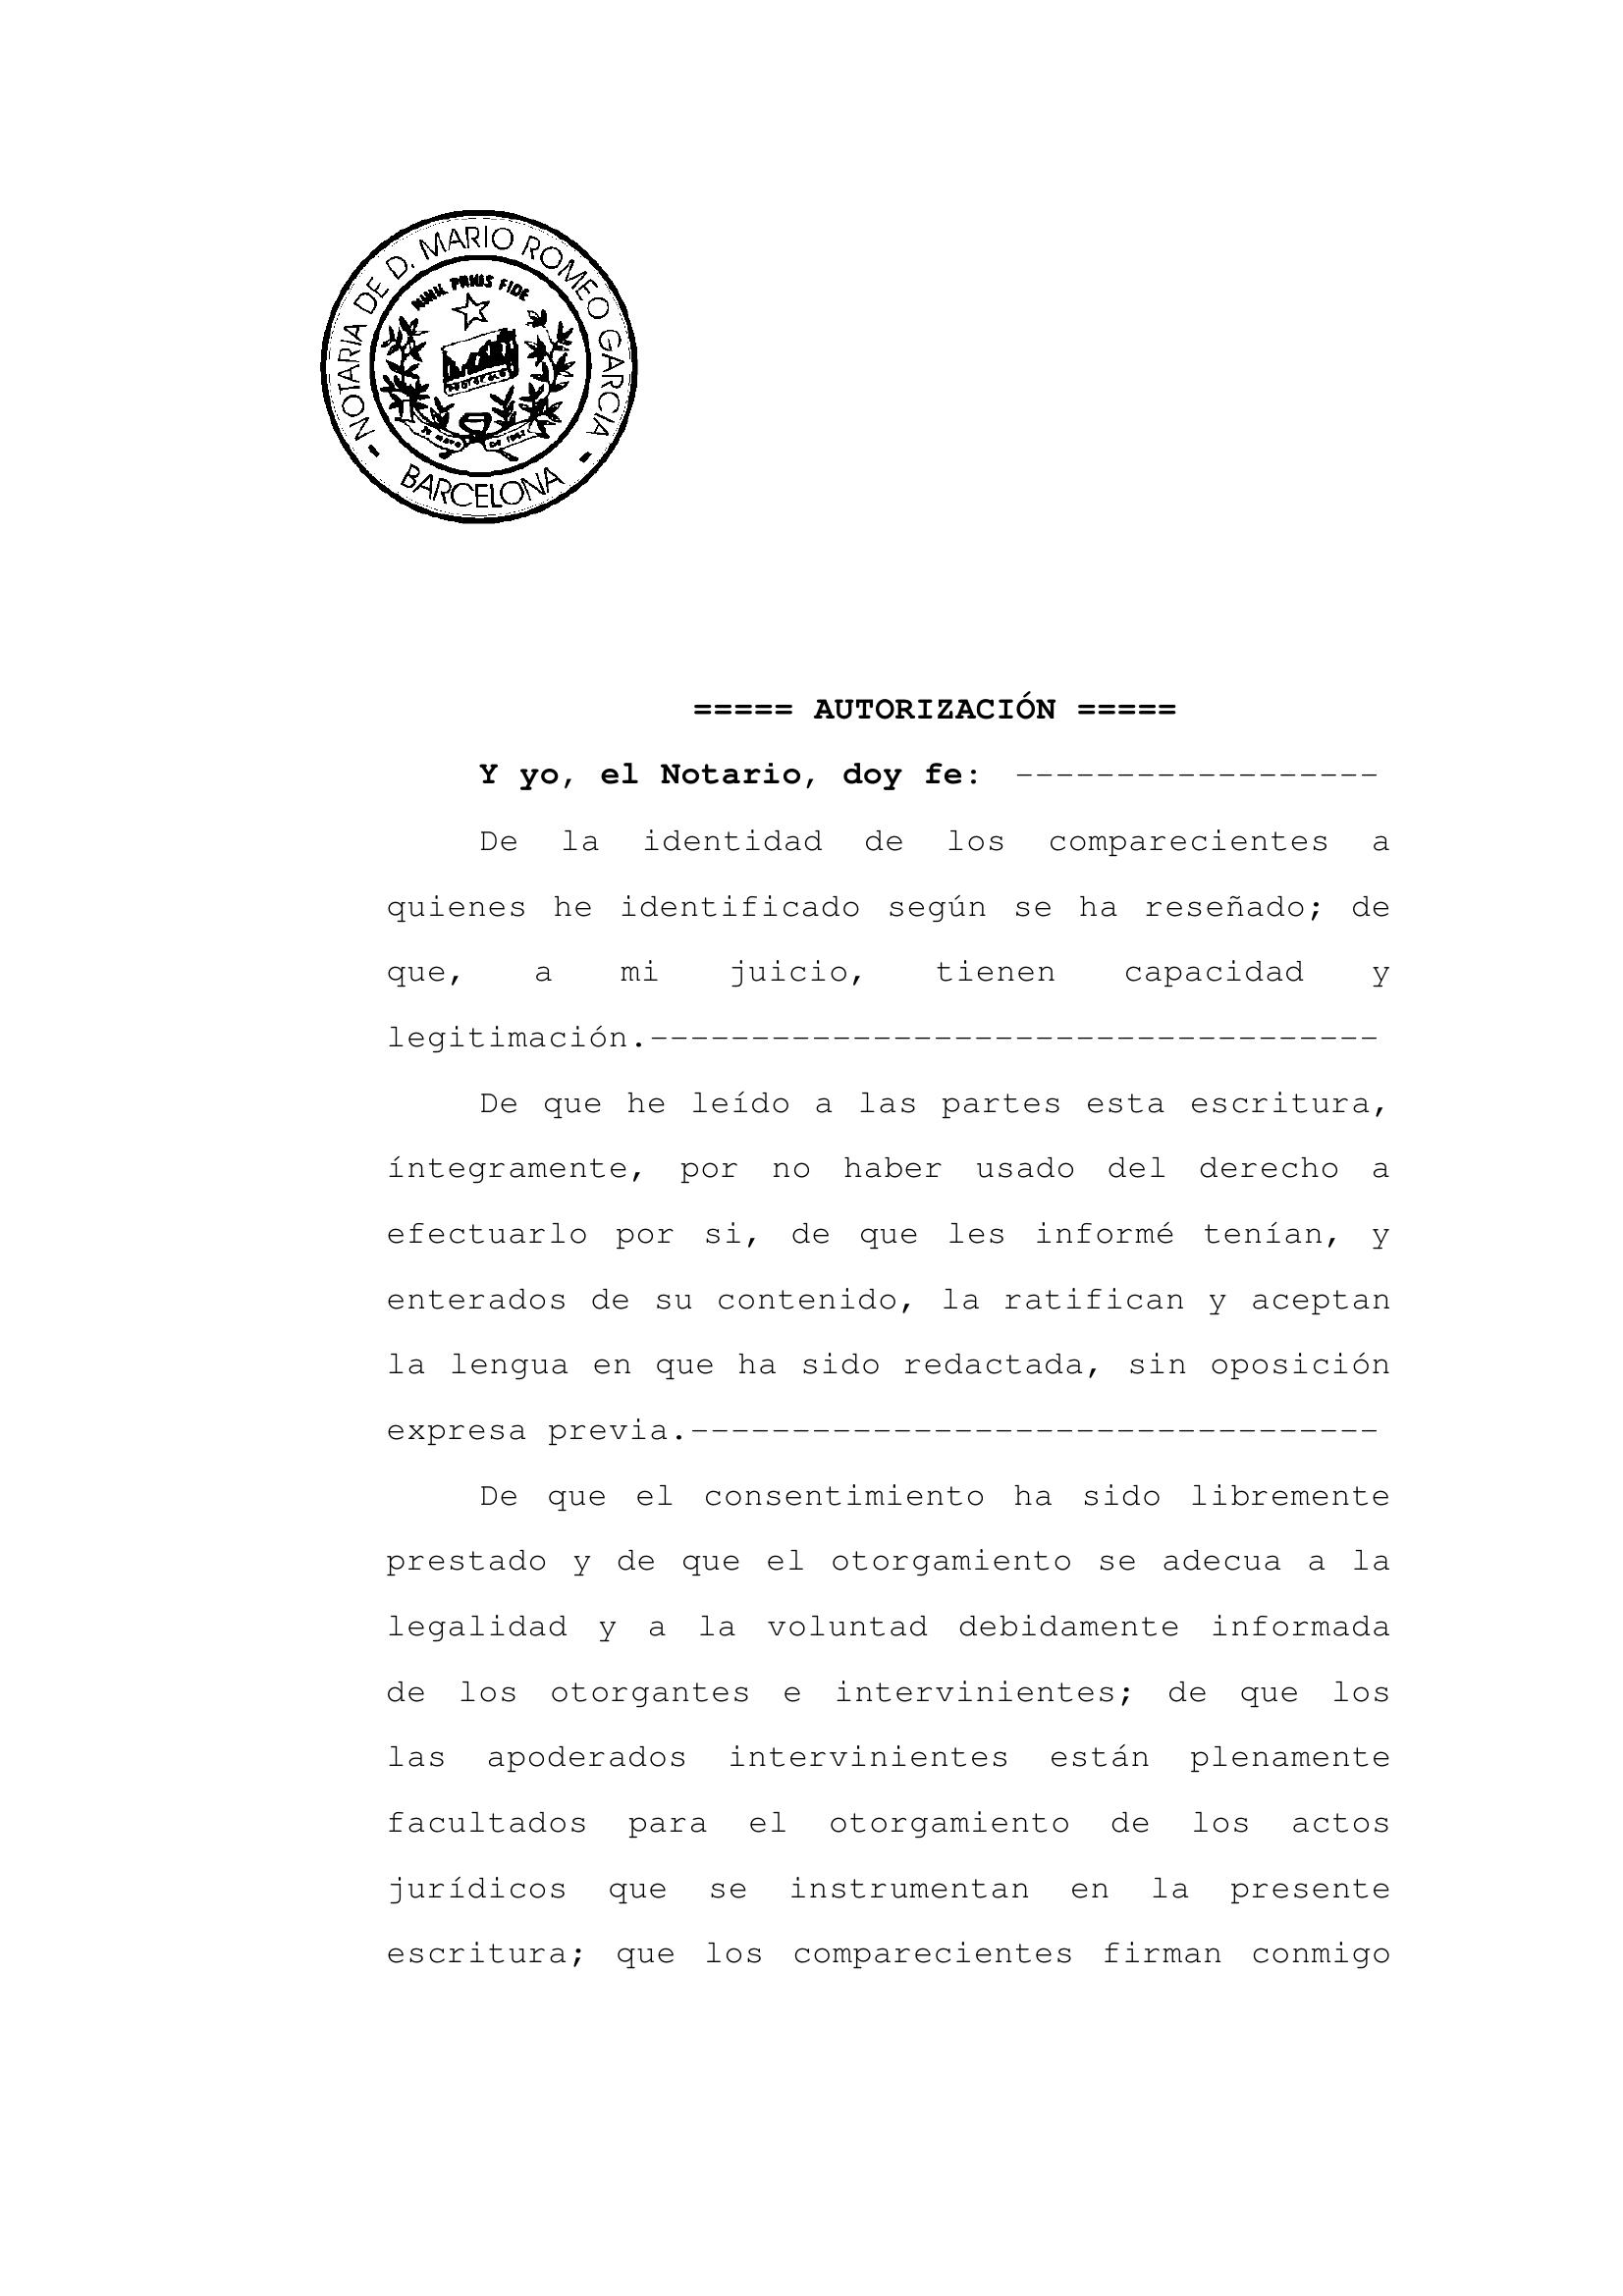 NOTARIA DE D. MARIO ROMEO GARCIA
NIHIL PRIUS FIDE
BARCELONA
===== AUTORIZACIÓN =====
Y yo, el Notario, doy fe: ------------------
De la identidad de los comparecientes a
quienes he identificado según se ha reseñado; de
que, a mi juicio, tienen capacidad y
legitimación.------------------------------------
De que he leído a las partes esta escritura,
íntegramente, por no haber usado del derecho a
efectuarlo por si, de que les informé tenían, y
enterados de su contenido, la ratifican y aceptan
la lengua en que ha sido redactada, sin oposición
expresa previa.----------------------------------
De que el consentimiento ha sido libremente
prestado y de que el otorgamiento se adecua a la
legalidad y a la voluntad debidamente informada
de los otorgantes e intervinientes; de que los
las apoderados intervinientes están plenamente
facultados para el otorgamiento de los actos
jurídicos que se instrumentan en la presente
escritura; que los comparecientes firman conmigo